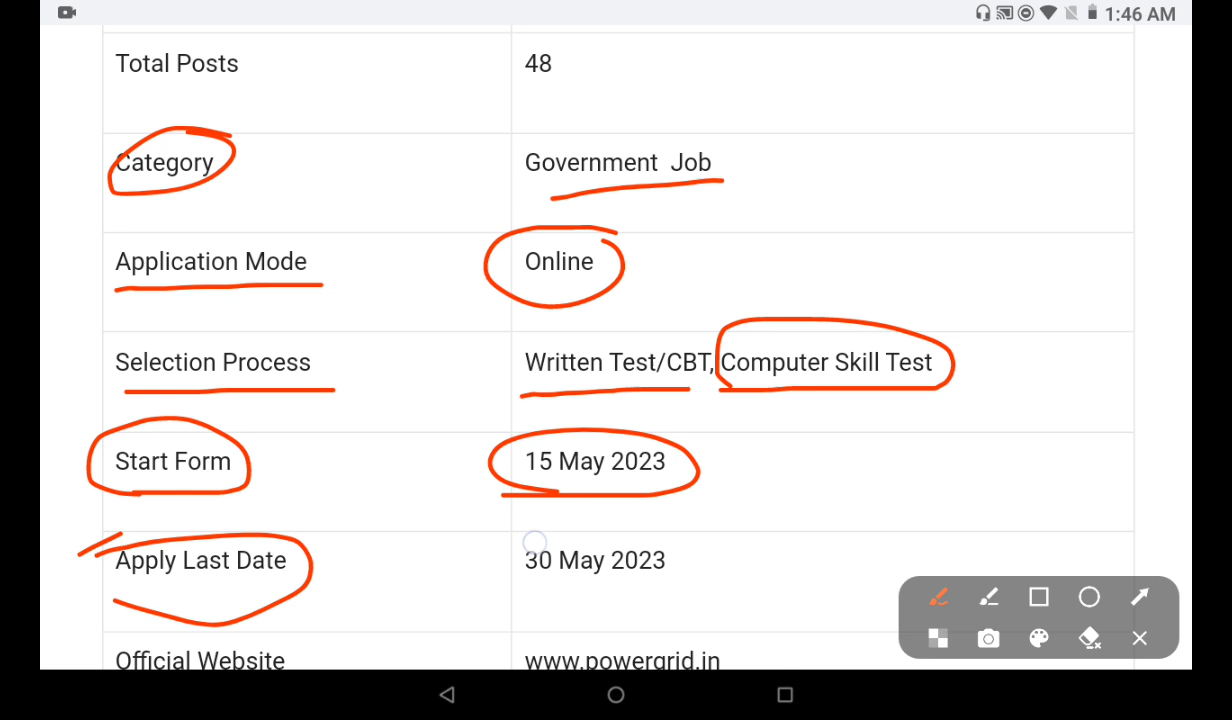 1:46 AM
Total Posts 48
Category Government Job
Application Mode Online
Selection Process Written Test/CBT, Computer Skill Test
Start Form 15 May 2023
Apply Last Date 30 May 2023
Official Website www.powergrid.in